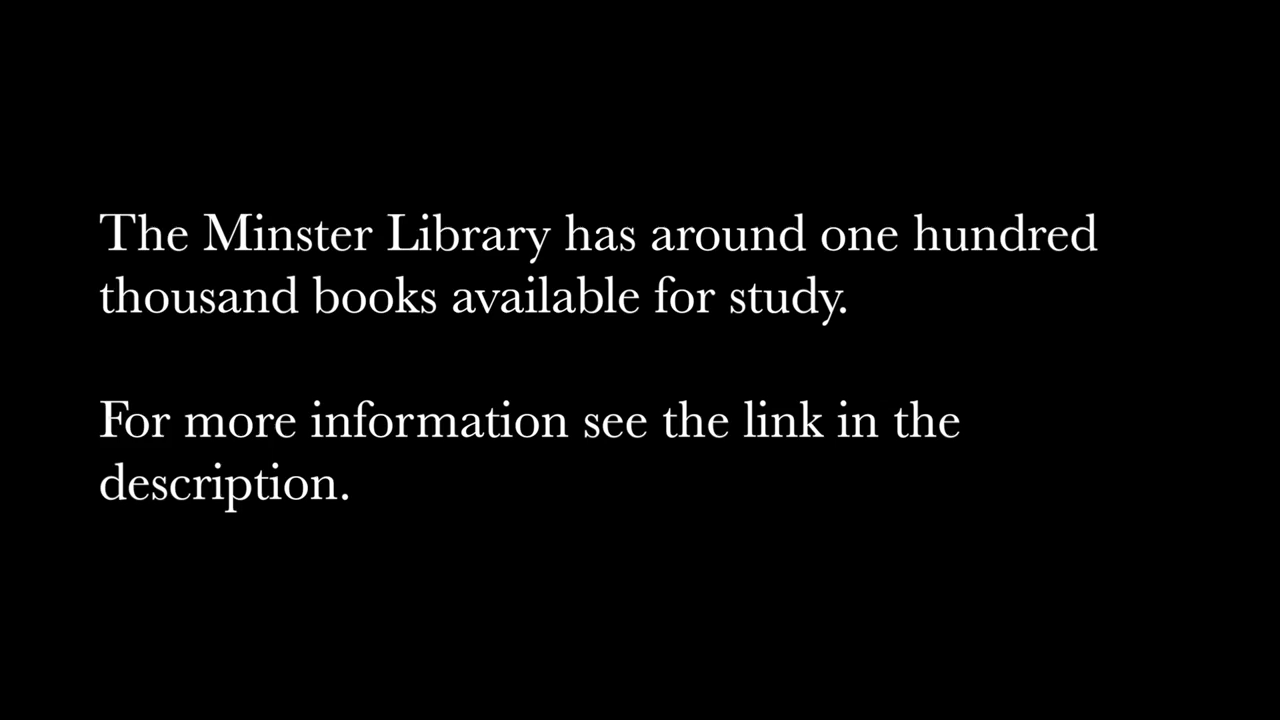 The Minster Library has around one hundred
thousand books available for study.
For more information see the link in the
description.